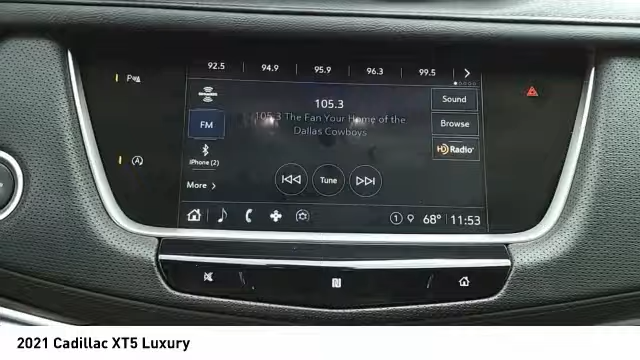 92.5 94.9 95.9 96.3 99.5
SiriusXM
105.3
Sound
105.3 The Fan Your Home of the
FM
Browse
Dallas Cowboys
HD Radio
iPhone (2)
Tune
More
1 68° 11:53
2021 Cadillac XT5 Luxury